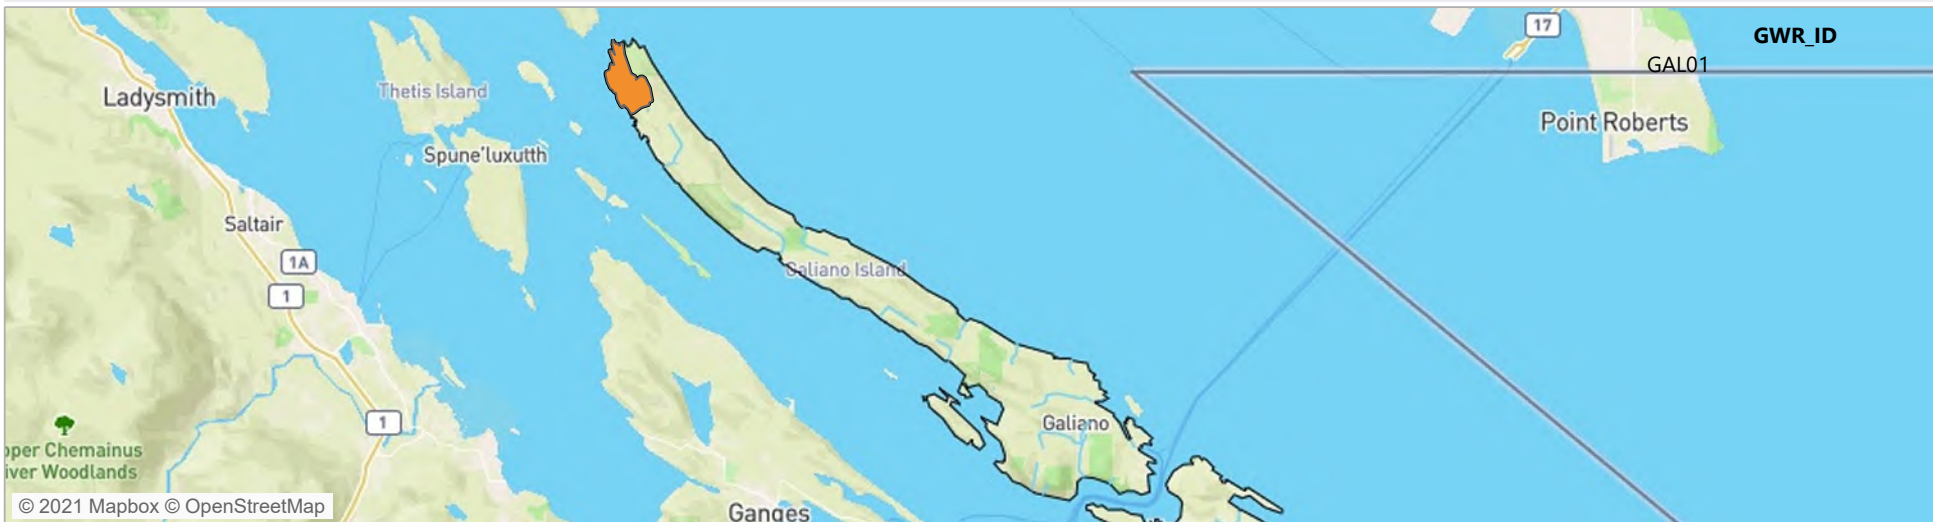 17
GWR_ID
GAL01
Thetis Island
Ladysmith
Point Roberts
Spune'luxutth
Saltair
1A
Galiano Island
1
1
Galiano
pper Chemainus
iver Woodlands
© 2021 Mapbox © OpenStreetMap
Ganges